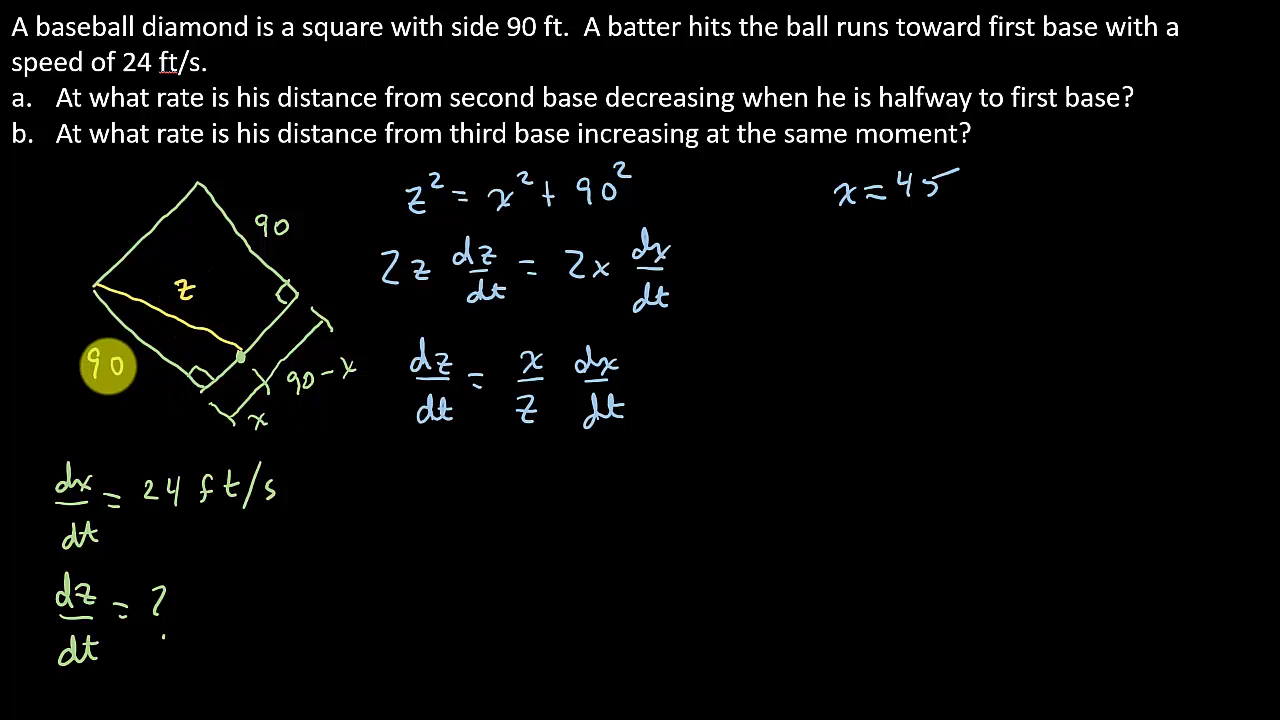 A baseball diamond is a square with side 90 ft.  A batter hits the ball runs toward first base with a
speed of 24 ft/s.
a.   At what rate is his distance from second base decreasing when he is halfway to first base?
b.   At what rate is his distance from third base increasing at the same moment?
z² = x² + 90²
x = 45
90
2z dz/dt = 2x dx/dt
z
90
90 - x
x
dz/dt = x/z dx/dt
dx/dt = 24 ft/s
dz/dt = ?